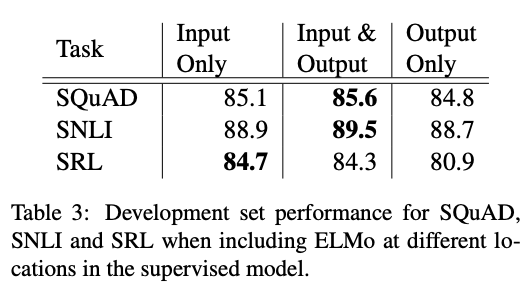 Task Input Only Input & Output Output Only
SQuAD 85.1 85.6 84.8
SNLI 88.9 89.5 88.7
SRL 84.7 84.3 80.9
Table 3: Development set performance for SQuAD,
SNLI and SRL when including ELMo at different lo-
cations in the supervised model.